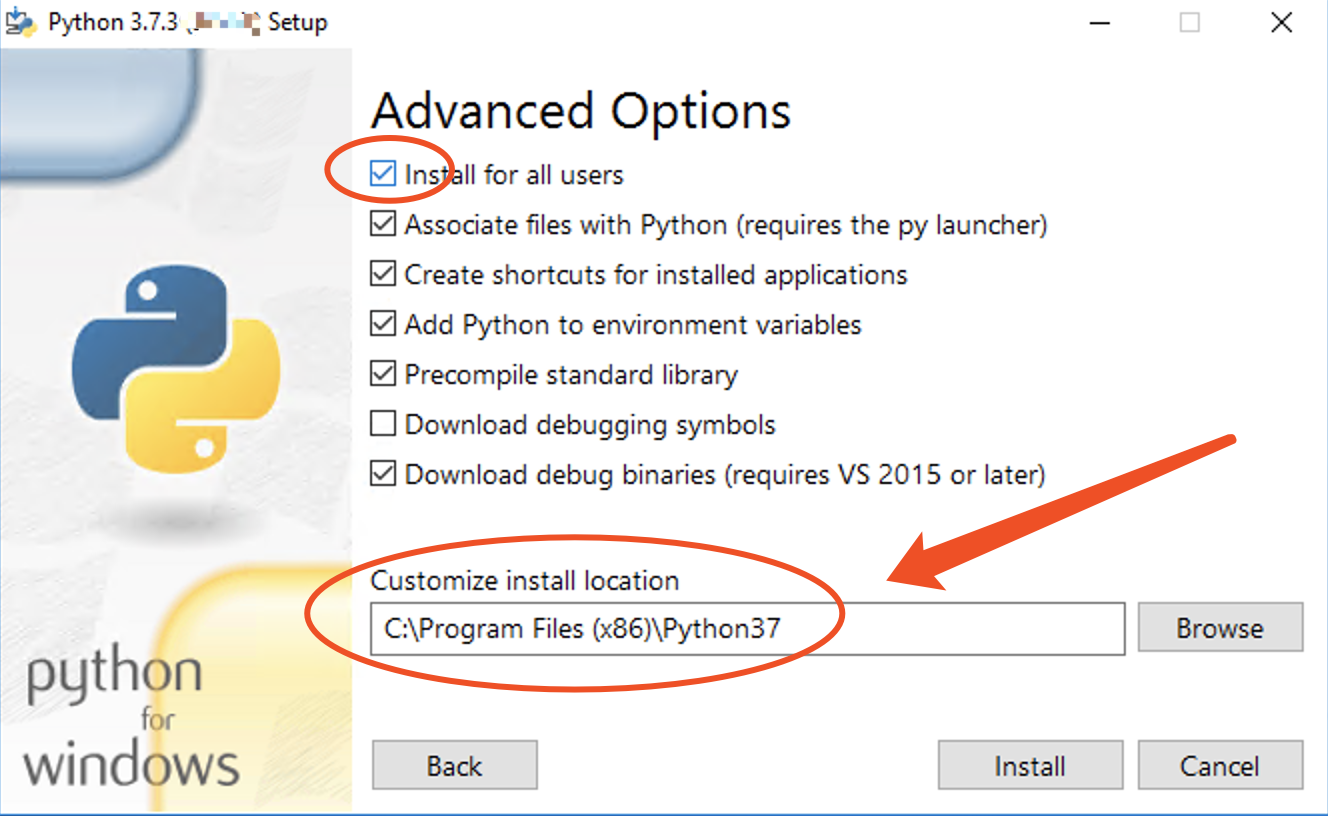 Python 3.7.3 Setup
Advanced Options
Install for all users
Associate files with Python (requires the py launcher)
Create shortcuts for installed applications
Add Python to environment variables
Precompile standard library
Download debugging symbols
Download debug binaries (requires VS 2015 or later)
Customize install location
C:\Program Files (x86)\Python37
Browse
python
for
windows
Back
Install
Cancel